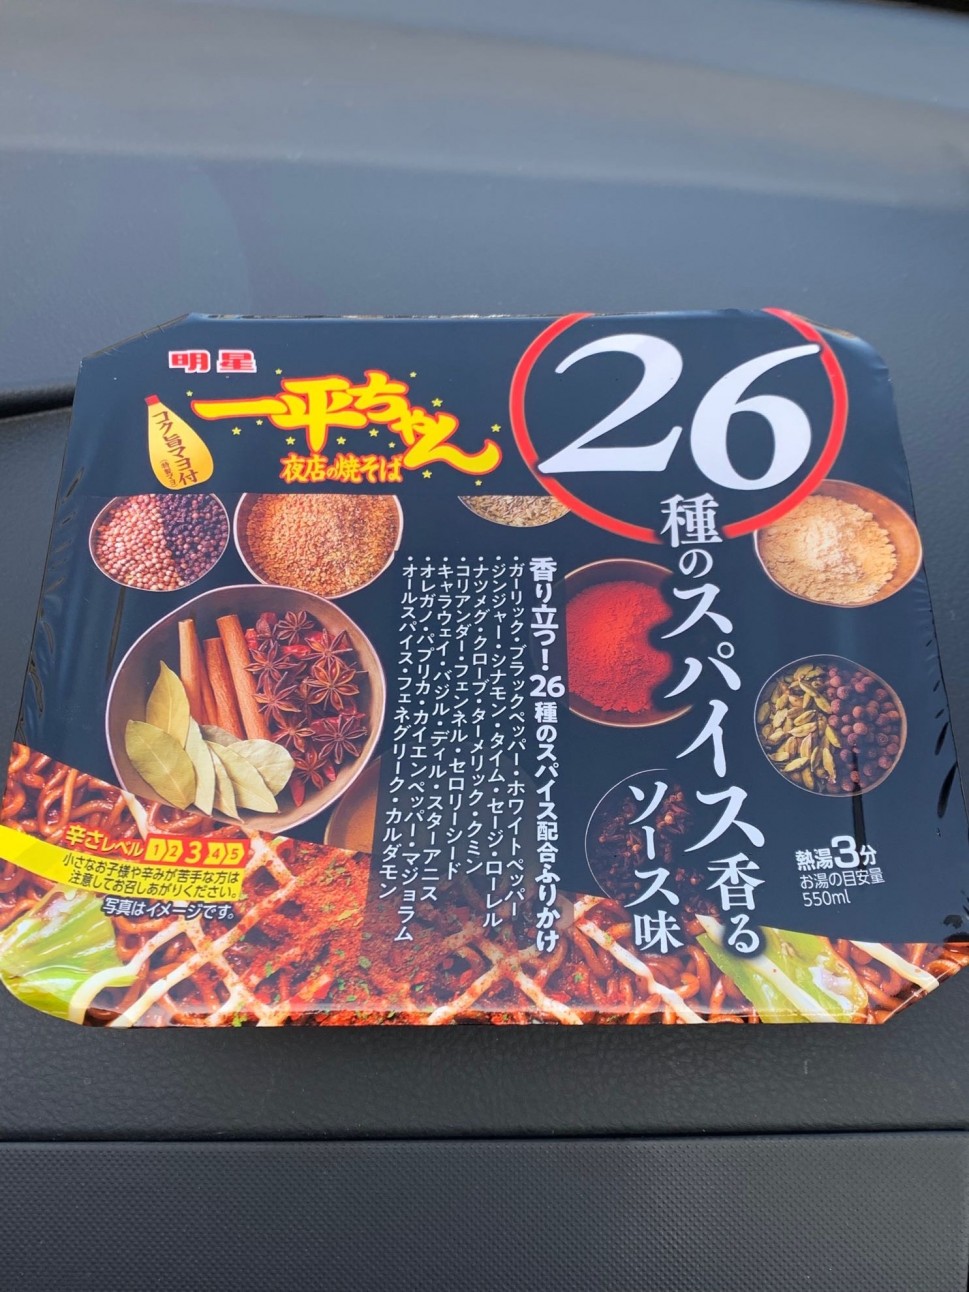 明星
一平ちゃん
夜店の焼そば
コク旨マヨ付
26
種のスパイス香る
ソース味
香り立つ！26種のスパイス配合ふりかけ
・ガーリック・ブラックペッパー・ホワイトペッパー
・ジンジャー・シナモン・タイム・セージ・ローレル
・ナツメグ・クローブ・ターメリック・クミン
・コリアンダー・フェンネル・セロリーシード
・キャラウェイ・バジル・ディル・スターアニス
・オレガノ・パプリカ・カイエンペッパー・マジョラム
・オールスパイス・フェネグリーク・カルダモン
辛さレベル 1 2 3 4 5
小さなお子様や辛みが苦手な方は
注意してお召しあがりください。
写真はイメージです。
熱湯3分
お湯の目安量
550ml